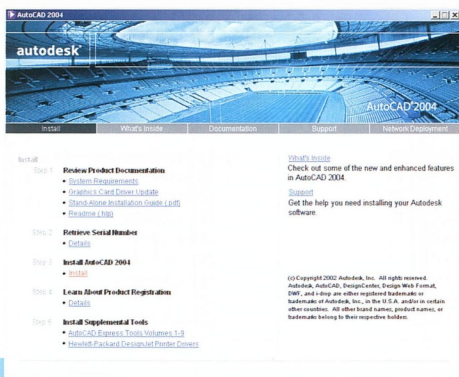 AutoCAD 2004
autodesk
AutoCAD 2004
Install
What's Inside
Documentation
Support
Network Deployment
Install
Step 1 Review Product Documentation
System Requirements
Graphics Card Driver Update
Stand-Alone Installation Guide (.pdf)
Readme (.htm)
Step 2 Retrieve Serial Number
Details
Step 3 Install AutoCAD 2004
Install
Step 4 Learn About Product Registration
Details
Step 5 Install Supplemental Tools
AutoCAD Express Tools Volumes 1-9
Hewlett-Packard DesignJet Printer Drivers
What's Inside
Check out some of the new and enhanced features
in AutoCAD 2004.
Support
Get the help you need installing your Autodesk
software.
(c) Copyright 2002 Autodesk, Inc. All rights reserved.
Autodesk, AutoCAD, DesignCenter, Design Web Format,
DWF, and i-drop are either registered trademarks or
trademarks of Autodesk, Inc., in the U.S.A. and/or in certain
other countries. All other brand names, product names, or
trademarks belong to their respective holders.